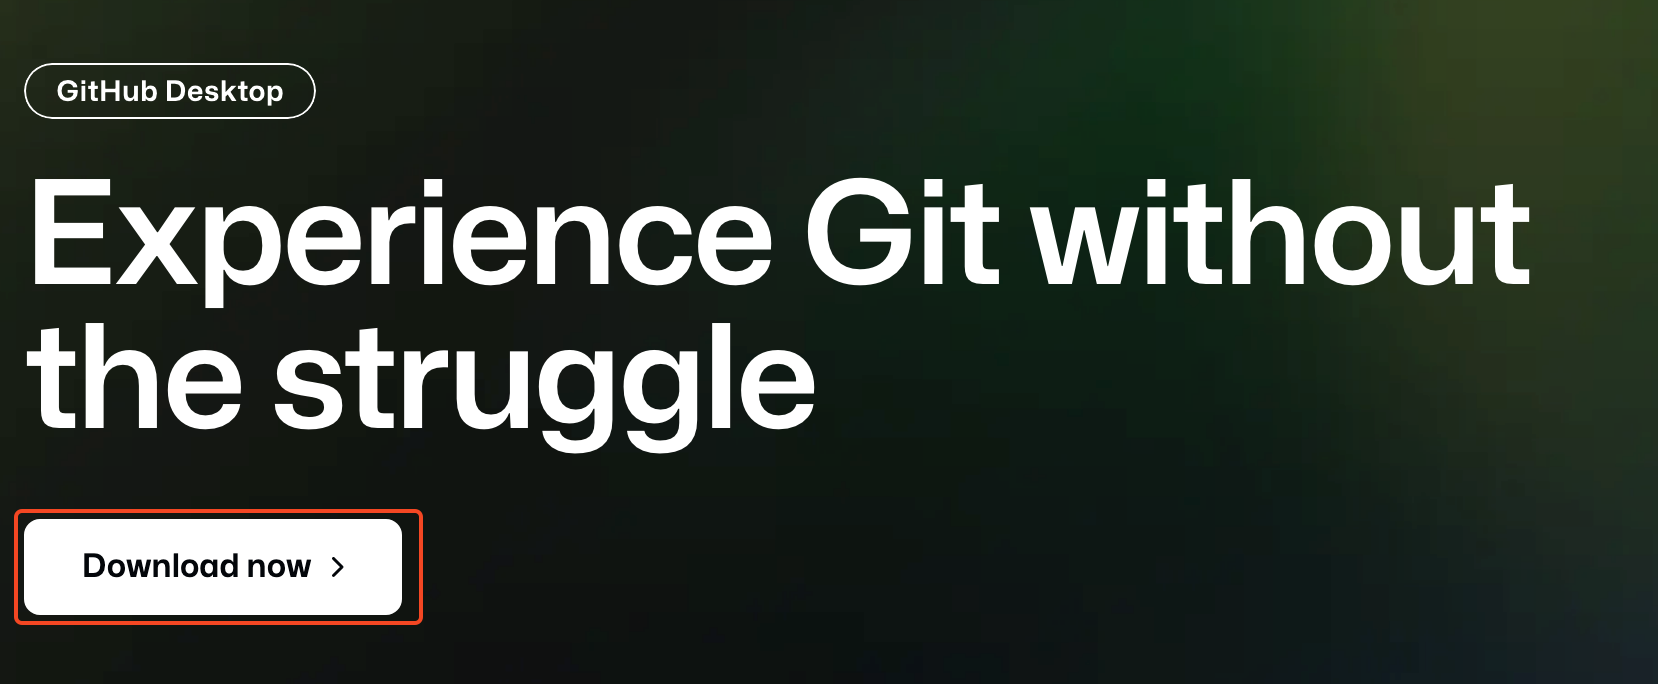 GitHub Desktop
Experience Git without
the struggle
Download now